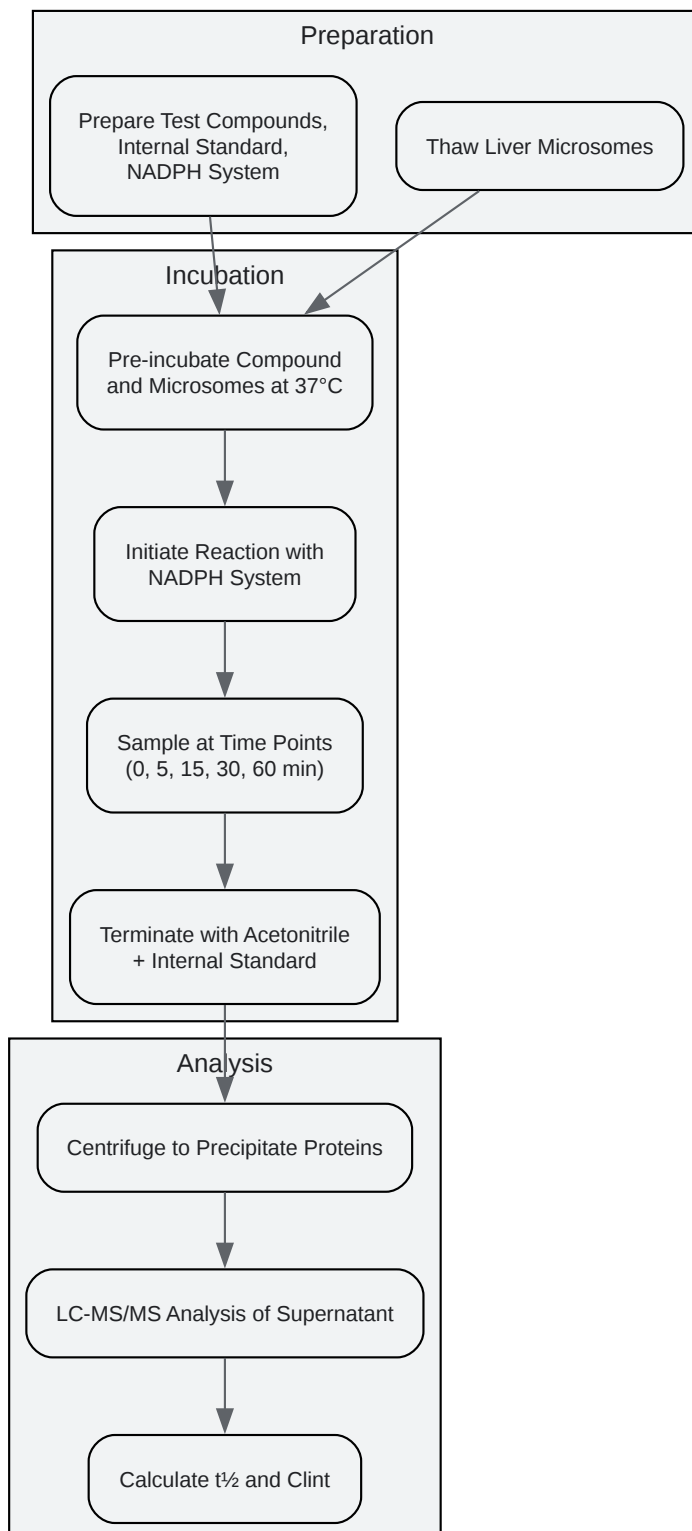 Preparation
Prepare Test Compounds,
Internal Standard,
NADPH System
Thaw Liver Microsomes
Incubation
Pre-incubate Compound
and Microsomes at 37°C
Initiate Reaction with
NADPH System
Sample at Time Points
(0, 5, 15, 30, 60 min)
Terminate with Acetonitrile
+ Internal Standard
Analysis
Centrifuge to Precipitate Proteins
LC-MS/MS Analysis of Supernatant
Calculate t½ and Clint